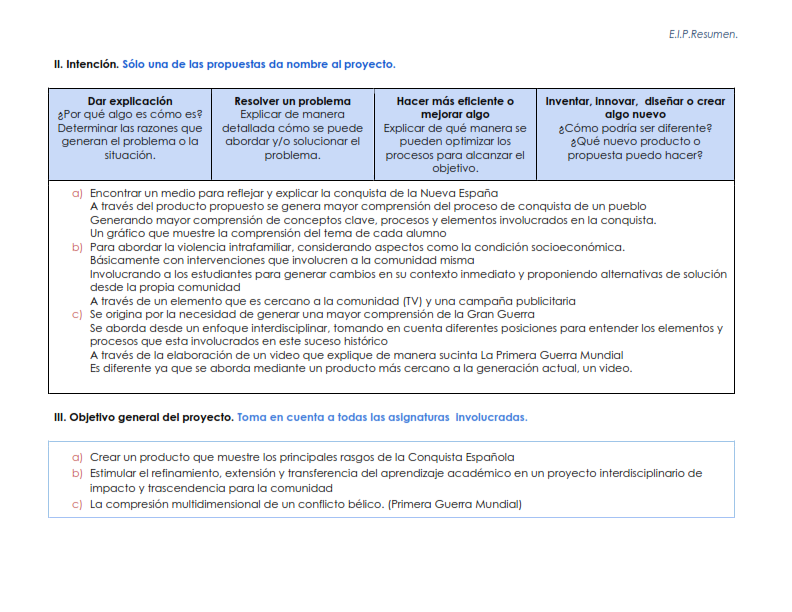 E.I.P.Resumen.
II. Intención. Sólo una de las propuestas da nombre al proyecto.
Dar explicación
¿Por qué algo es cómo es?
Determinar las razones que
generan el problema o la
situación.
Resolver un problema
Explicar de manera
detallada cómo se puede
abordar y/o solucionar el
problema.
Hacer más eficiente o
mejorar algo
Explicar de qué manera se
pueden optimizar los
procesos para alcanzar el
objetivo.
Inventar, innovar, diseñar o crear
algo nuevo
¿Cómo podría ser diferente?
¿Qué nuevo producto o
propuesta puedo hacer?
a) Encontrar un medio para reflejar y explicar la conquista de la Nueva España
A través del producto propuesto se genera mayor comprensión del proceso de conquista de un pueblo
Generando mayor comprensión de conceptos clave, procesos y elementos involucrados en la conquista.
Un gráfico que muestre la comprensión del tema de cada alumno
b) Para abordar la violencia intrafamiliar, considerando aspectos como la condición socioeconómica.
Básicamente con intervenciones que involucren a la comunidad misma
Involucrando a los estudiantes para generar cambios en su contexto inmediato y proponiendo alternativas de solución
desde la propia comunidad
A través de un elemento que es cercano a la comunidad (TV) y una campaña publicitaria
c) Se origina por la necesidad de generar una mayor comprensión de la Gran Guerra
Se aborda desde un enfoque interdisciplinar, tomando en cuenta diferentes posiciones para entender los elementos y
procesos que esta involucrados en este suceso histórico
A través de la elaboración de un video que explique de manera sucinta La Primera Guerra Mundial
Es diferente ya que se aborda mediante un producto más cercano a la generación actual, un video.
III. Objetivo general del proyecto. Toma en cuenta a todas las asignaturas involucradas.
a) Crear un producto que muestre los principales rasgos de la Conquista Española
b) Estimular el refinamiento, extensión y transferencia del aprendizaje académico en un proyecto interdisciplinario de
impacto y trascendencia para la comunidad
c) La compresión multidimensional de un conflicto bélico. (Primera Guerra Mundial)